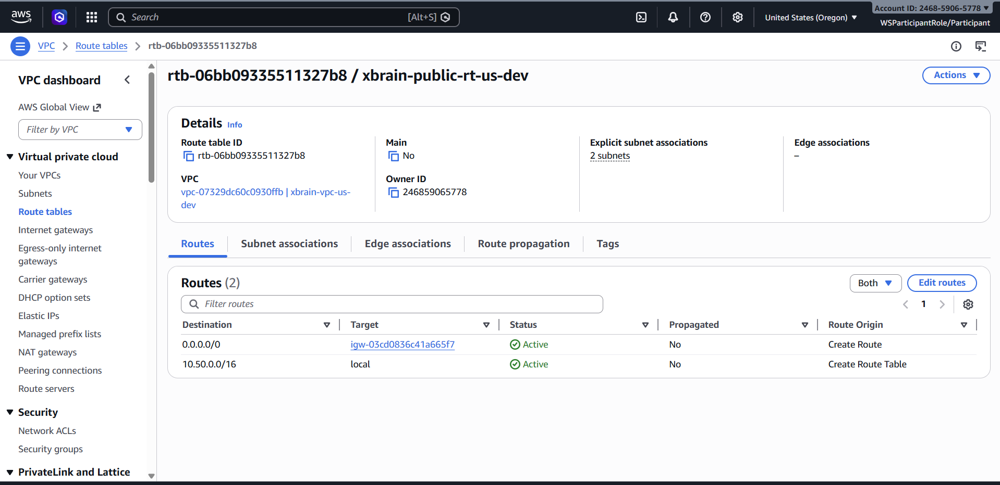 aws
Search
[Alt+S]
United States (Oregon)
Account ID: 2468-5906-5778
WSParticipantRole/Participant
VPC
Route tables
rtb-06bb09335511327b8
VPC dashboard
AWS Global View
Filter by VPC
Virtual private cloud
Your VPCs
Subnets
Route tables
Internet gateways
Egress-only internet
gateways
Carrier gateways
DHCP option sets
Elastic IPs
Managed prefix lists
NAT gateways
Peering connections
Route servers
Security
Network ACLs
Security groups
PrivateLink and Lattice
rtb-06bb09335511327b8 / xbrain-public-rt-us-dev
Actions
Details Info
Route table ID
rtb-06bb09335511327b8
Main
No
Explicit subnet associations
2 subnets
Edge associations
–
VPC
vpc-07329dc60c0930ffb | xbrain-vpc-us-
dev
Owner ID
246859065778
Routes
Subnet associations
Edge associations
Route propagation
Tags
Routes (2)
Both
Edit routes
Filter routes
1
Destination Target Status Propagated Route Origin
0.0.0.0/0 igw-03cd0836c41a665f7 Active No Create Route
10.50.0.0/16 local Active No Create Route Table